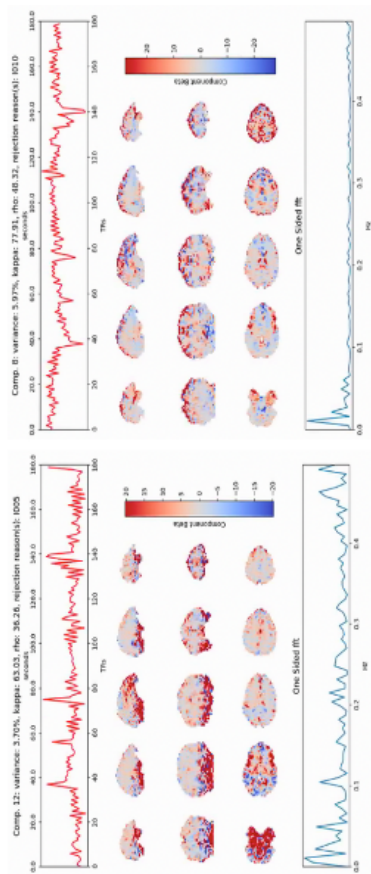 Comp. 12: variance: 3.70%, kappa: 63.03, rho: 36.26, rejection reason(s): I005
seconds
0.0 20.0 40.0 60.0 80.0 100.0 120.0 140.0 160.0 180.0
0 20 40 60 80 100 120 140 160 180
TRs
20
15
10
5
0
-5
-10
-15
-20
Component Beta
One Sided fft
0.0 0.1 0.2 0.3 0.4
Hz
Comp. 8: variance: 5.97%, kappa: 77.91, rho: 48.32, rejection reason(s): I010
seconds
0.0 20.0 40.0 60.0 80.0 100.0 120.0 140.0 160.0 180.0
0 20 40 60 80 100 120 140 160 180
TRs
20
10
0
-10
-20
Component Beta
One Sided fft
0.0 0.1 0.2 0.3 0.4
Hz